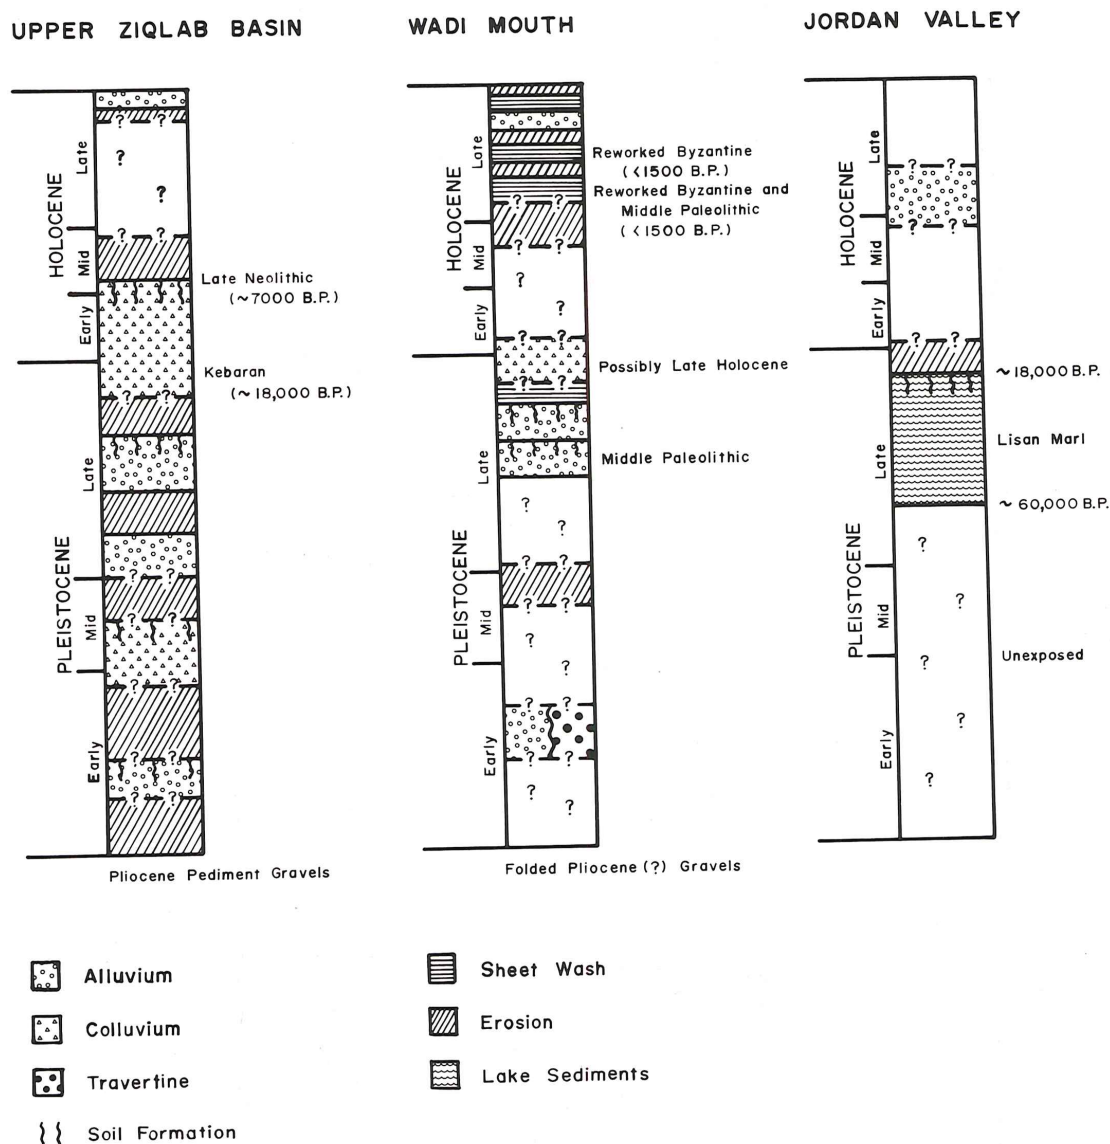 UPPER ZIQLAB BASIN
WADI MOUTH
JORDAN VALLEY
HOLOCENE
Late
Mid
Early
PLEISTOCENE
Late
Mid
Early
? ?
?
?
? ?
Late Neolithic
(~7000 B.P.)
Kebaran
(~18,000 B.P.)
? ?
? ?
? ?
? ?
? ?
? ?
Pliocene Pediment Gravels
HOLOCENE
Late
Mid
Early
PLEISTOCENE
Late
Mid
Early
Reworked Byzantine
(<1500 B.P.)
Reworked Byzantine and
Middle Paleolithic
(<1500 B.P.)
? ?
? ?
?
?
? ?
Possibly Late Holocene
? ?
Middle Paleolithic
?
?
? ?
? ?
?
?
? ?
? ?
?
?
Folded Pliocene (?) Gravels
HOLOCENE
Late
Mid
Early
PLEISTOCENE
Late
Mid
Early
? ?
? ?
? ?
~18,000 B.P.
Lisan Marl
~60,000 B.P.
?
?
?
Unexposed
?
?
Alluvium
Colluvium
Travertine
Soil Formation
Sheet Wash
Erosion
Lake Sediments